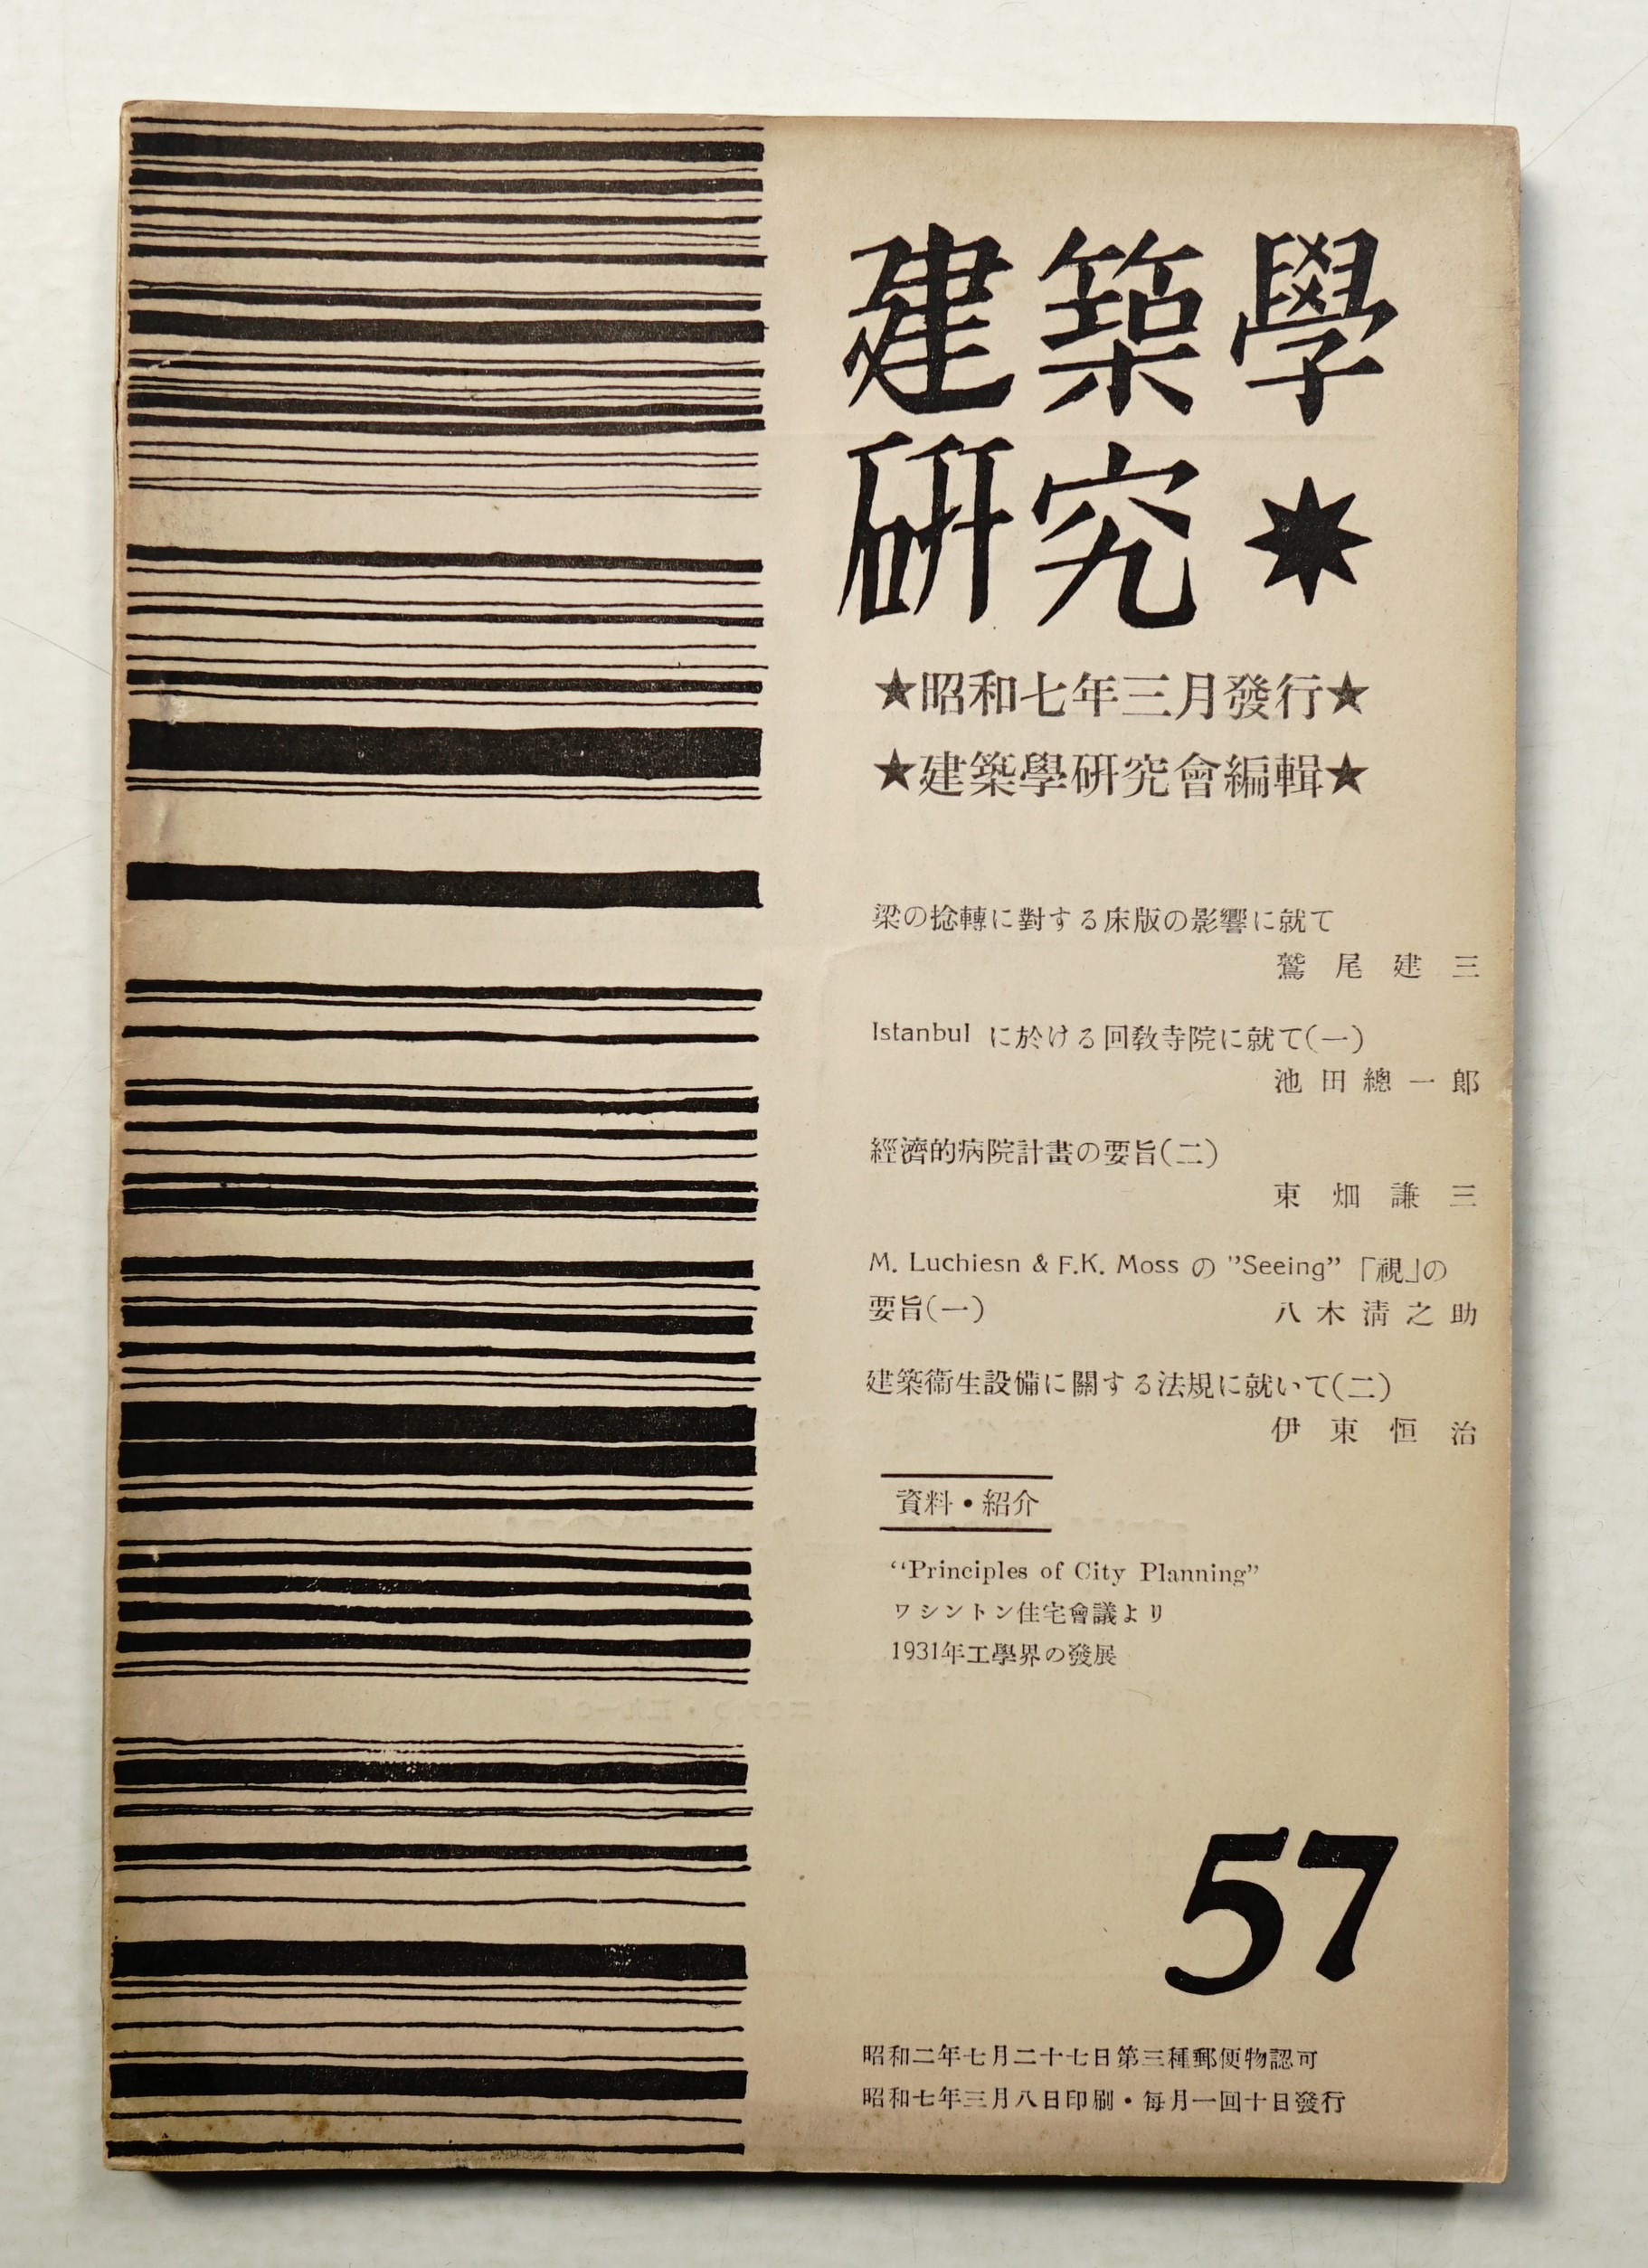 建築學
研究
★昭和七年三月發行★
★建築學研究會編輯★
梁の捻轉に對する床版の影響に就て
鷲尾建三
Istanbul に於ける回敎寺院に就て(一)
池田總一郎
經濟的病院計畫の要旨(二)
東畑謙三
M. Luchiesn & F.K. Moss の ”Seeing” 「視」の
要旨(一) 八木淸之助
建築衞生設備に關する法規に就いて(二)
伊東恒治
資料・紹介
“Principles of City Planning”
ワシントン住宅會議より
1931年工學界の發展
57
昭和二年七月二十七日第三種郵便物認可
昭和七年三月八日印刷・每月一回十日發行